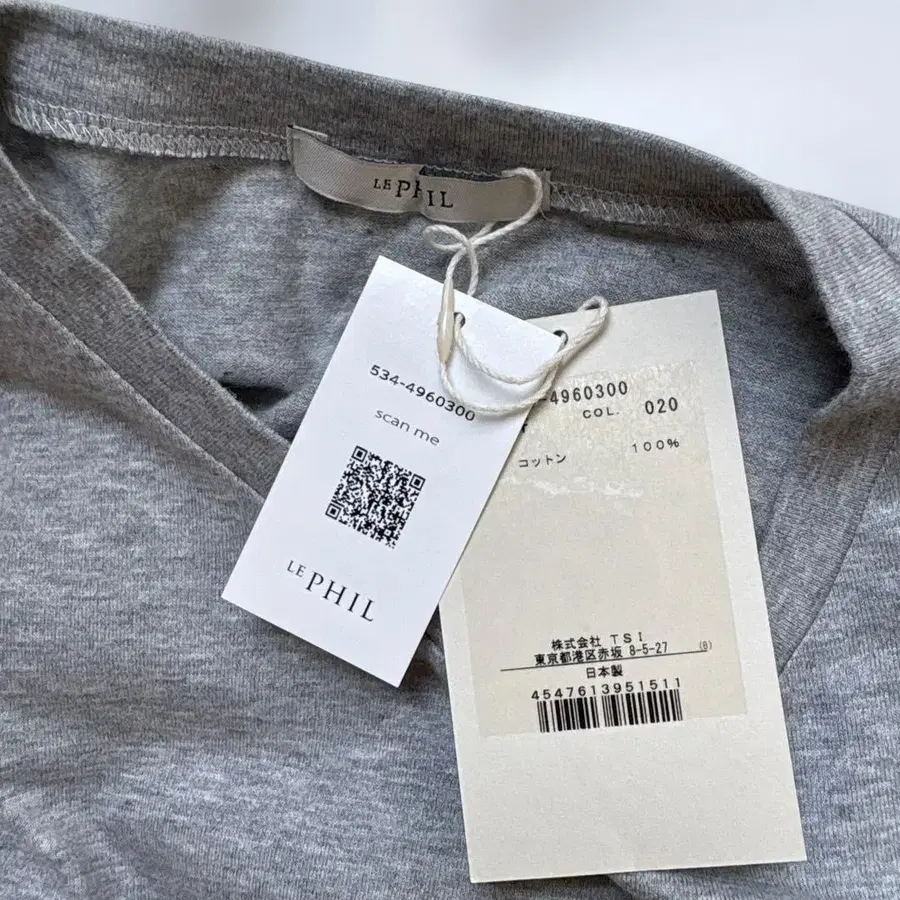 LE PHIL
534-4960300
scan me
LE PHIL
-4960300
COL. 020
コットン 100%
株式会社 TSI
東京都港区赤坂 8-5-27 (8)
日本製
4547613951511